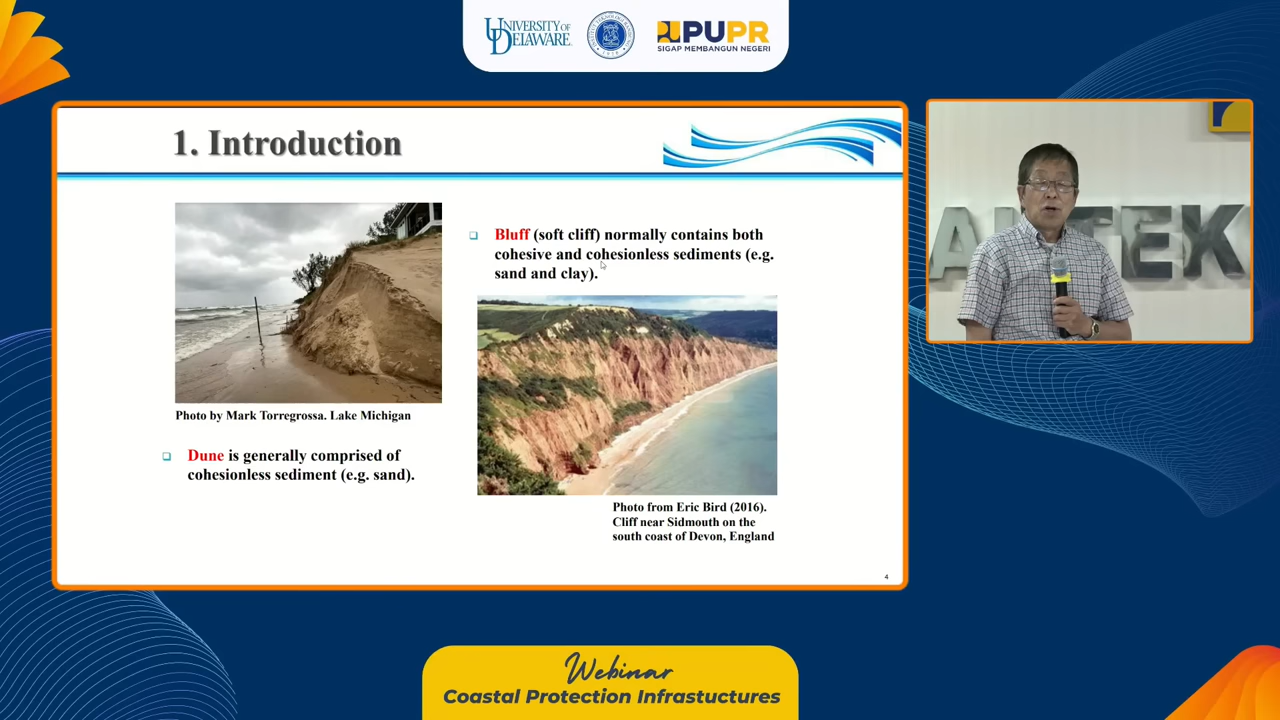 UNIVERSITY OF
DELAWARE
PUPR
SIGAP MEMBANGUN NEGERI
1. Introduction
Photo by Mark Torregrossa. Lake Michigan
Dune is generally comprised of
cohesionless sediment (e.g. sand).
Bluff (soft cliff) normally contains both
cohesive and cohesionless sediments (e.g.
sand and clay).
Photo from Eric Bird (2016).
Cliff near Sidmouth on the
south coast of Devon, England
4
Webinar
Coastal Protection Infrastuctures